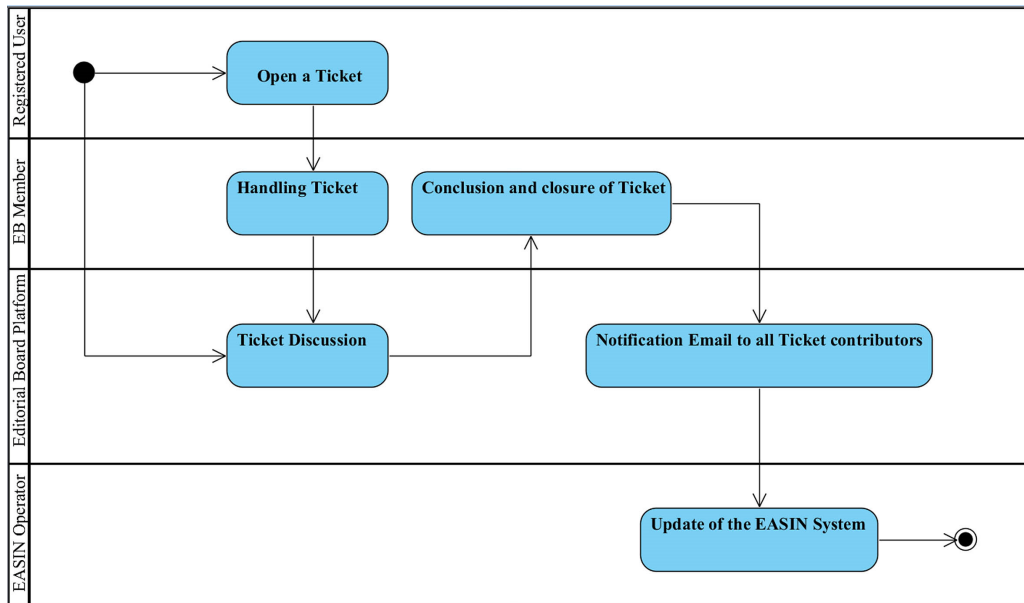 Registered User
Open a Ticket
EB Member
Handling Ticket
Conclusion and closure of Ticket
Editorial Board Platform
Ticket Discussion
Notification Email to all Ticket contributors
EASIN Operator
Update of the EASIN System